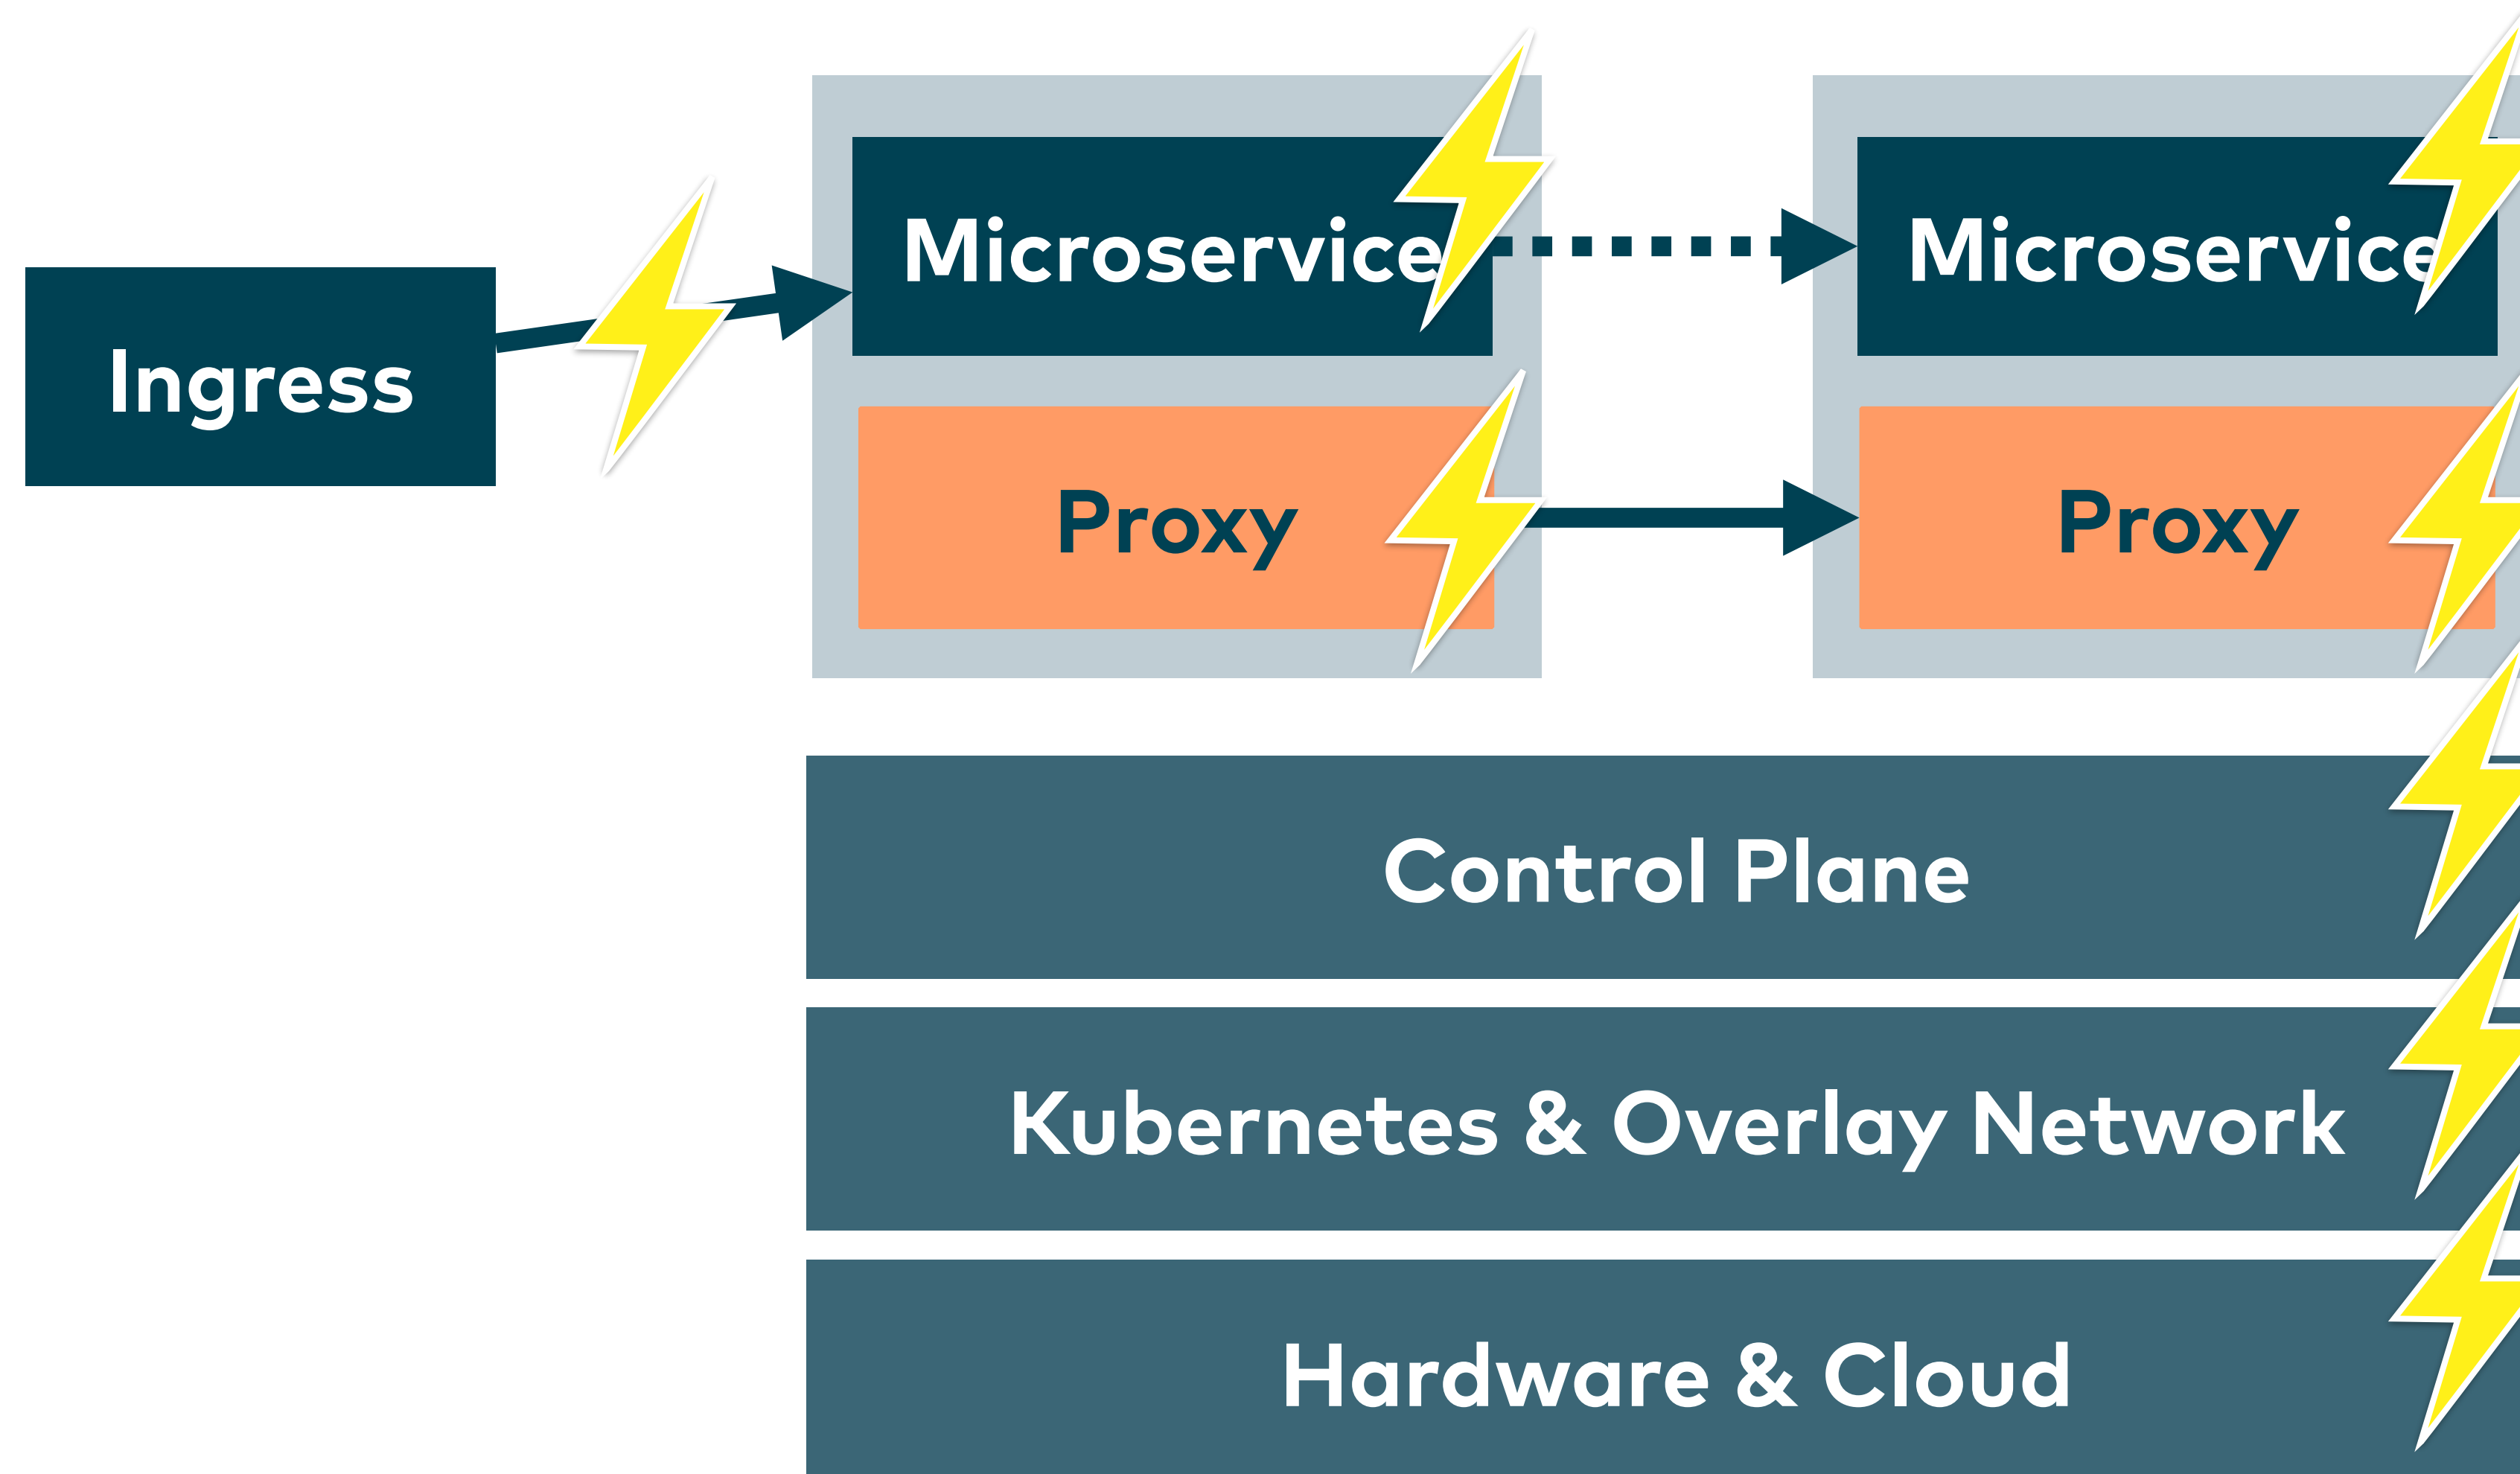 Microservice
Microservice
Ingress
Proxy
Proxy
Control Plane
Kubernetes & Overlay Network
Hardware & Cloud